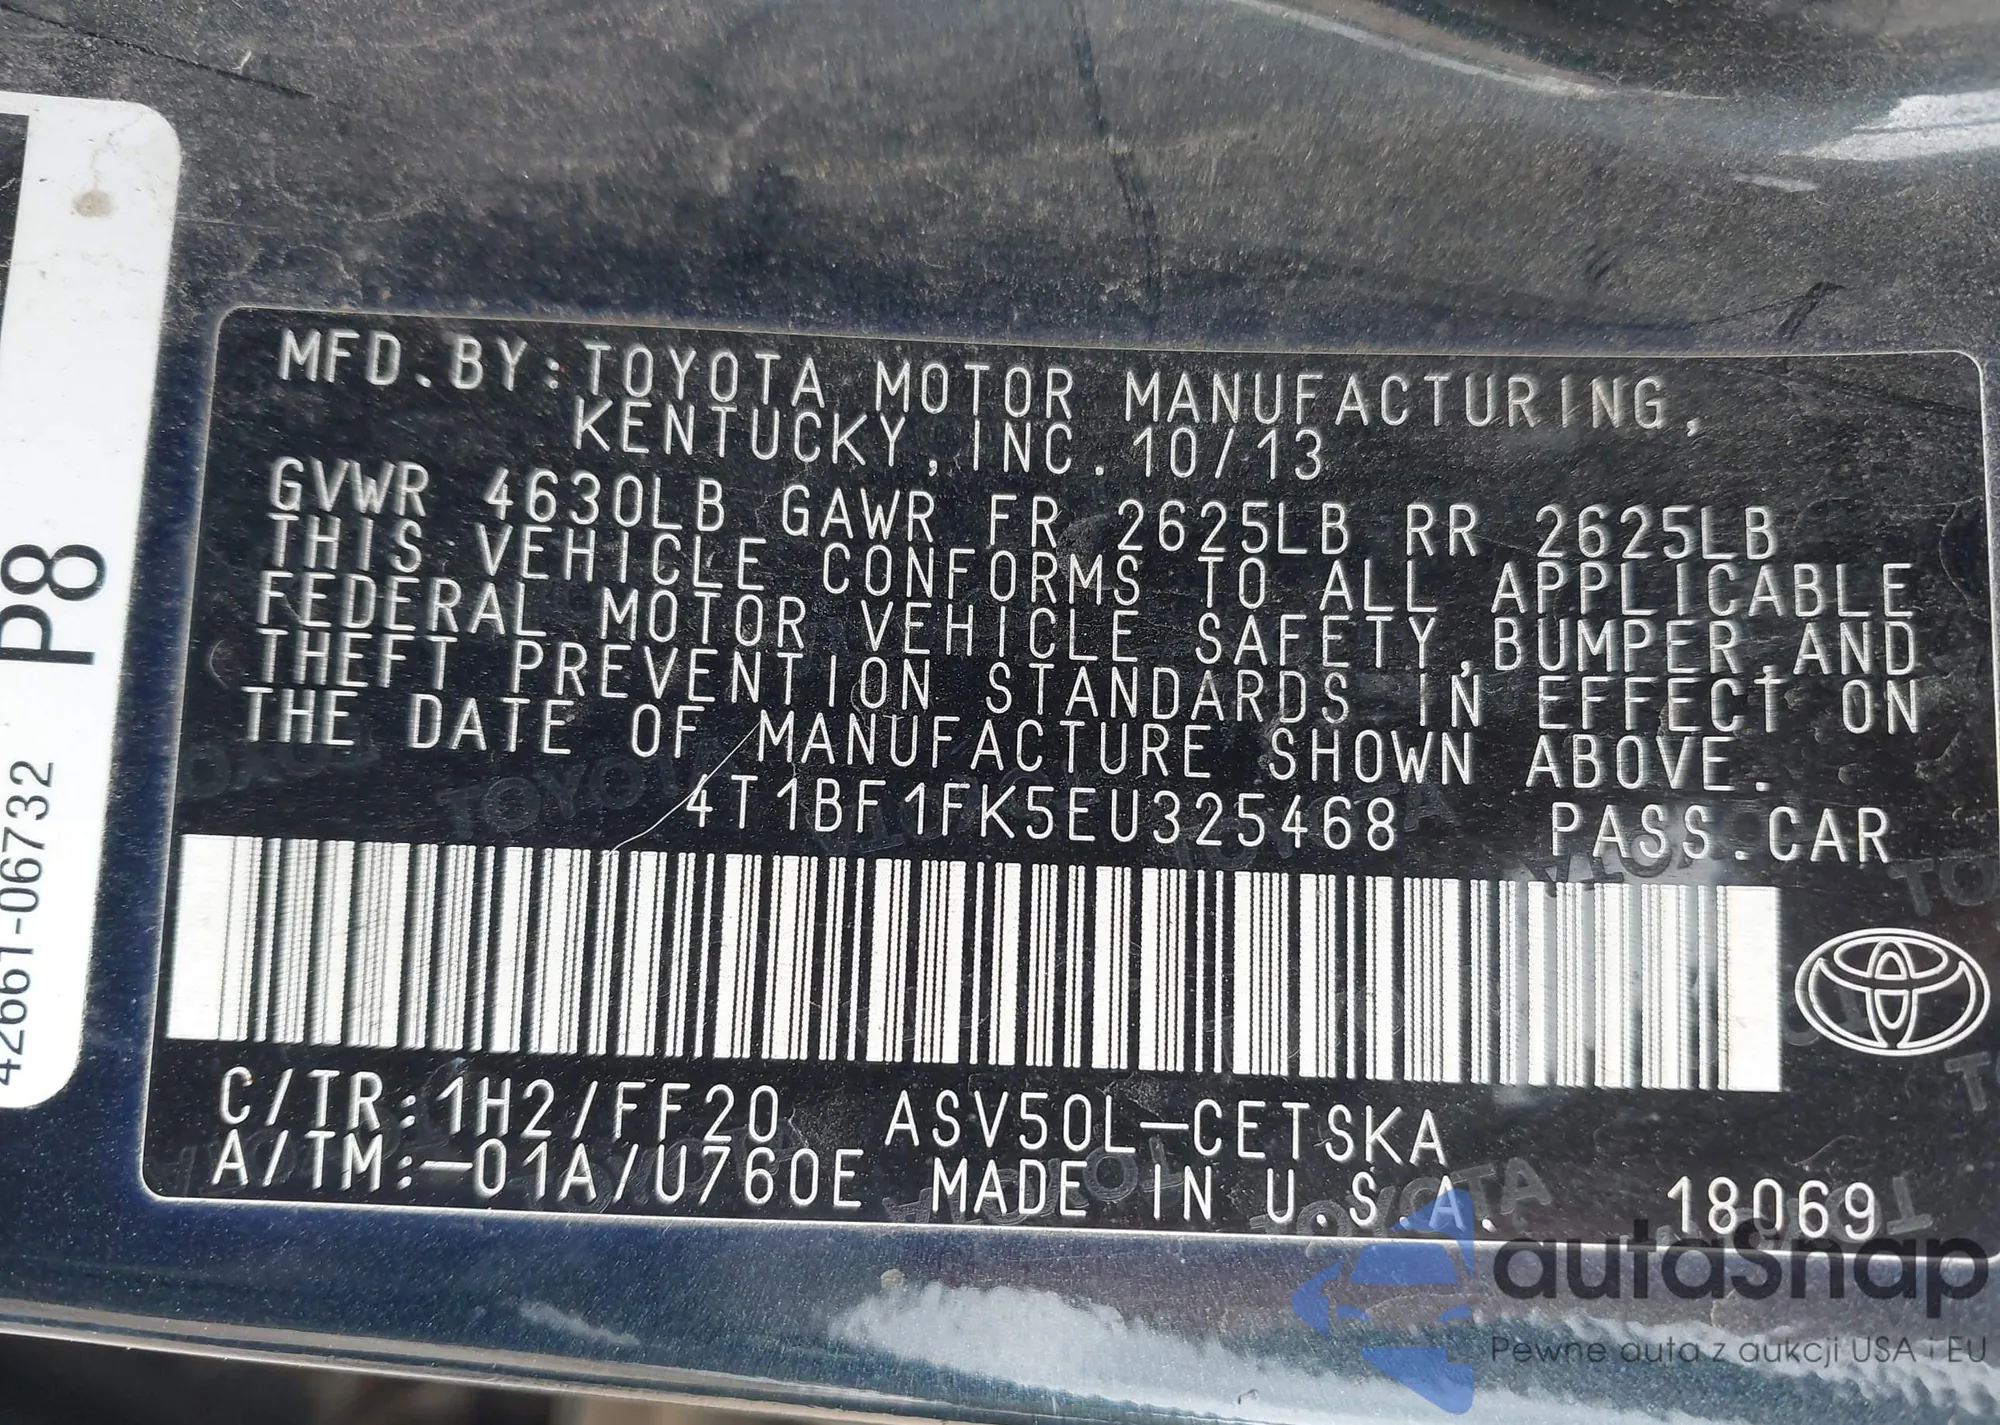 MFD.BY:TOYOTA MOTOR MANUFACTURING,
KENTUCKY,INC. 10/13
GVWR 4630LB GAWR FR 2625LB RR 2625LB
THIS VEHICLE CONFORMS TO ALL APPLICABLE
FEDERAL MOTOR VEHICLE SAFETY,BUMPER,AND
THEFT PREVENTION STANDARDS IN EFFECT ON
THE DATE OF MANUFACTURE SHOWN ABOVE.
4T1BF1FK5EU325468 PASS.CAR
C/TR:1H2/FF20 ASV50L-CETSKA
A/TM:-01A/U760E MADE IN U.S.A. 18069
P8
42661-06732
autasnap
Pewne auta z aukcji USA i EU